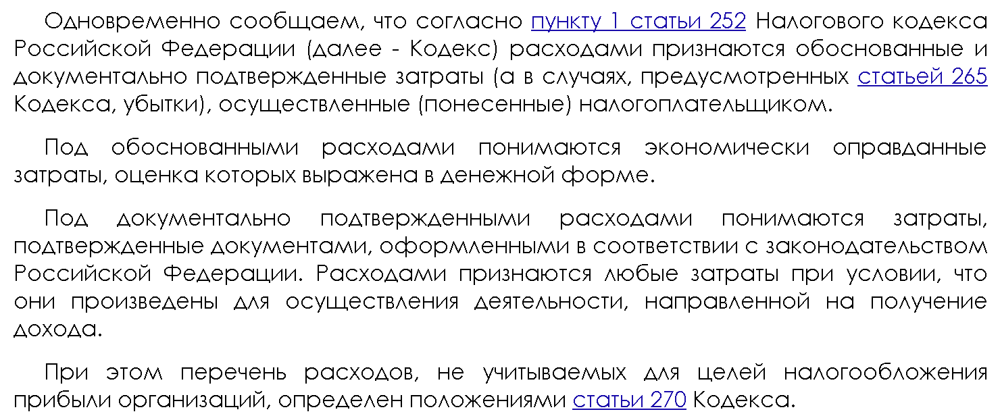 Одновременно сообщаем, что согласно пункту 1 статьи 252 Налогового кодекса
Российской Федерации (далее - Кодекс) расходами признаются обоснованные и
документально подтвержденные затраты (а в случаях, предусмотренных статьей 265
Кодекса, убытки), осуществленные (понесенные) налогоплательщиком.
Под обоснованными расходами понимаются экономически оправданные
затраты, оценка которых выражена в денежной форме.
Под документально подтвержденными расходами понимаются затраты,
подтвержденные документами, оформленными в соответствии с законодательством
Российской Федерации. Расходами признаются любые затраты при условии, что
они произведены для осуществления деятельности, направленной на получение
дохода.
При этом перечень расходов, не учитываемых для целей налогообложения
прибыли организаций, определен положениями статьи 270 Кодекса.